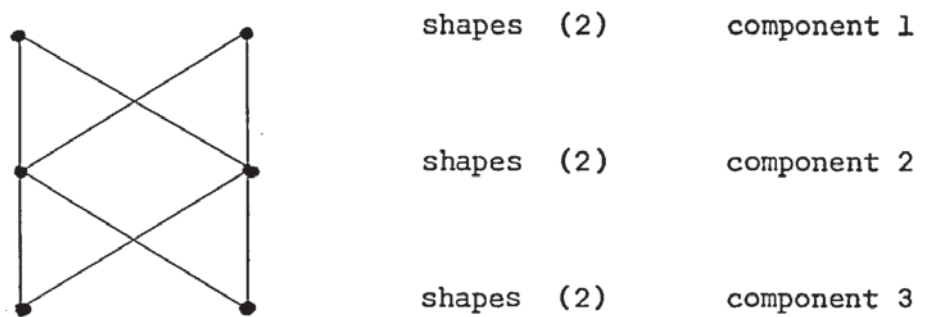 shapes (2) component 1
shapes (2) component 2
shapes (2) component 3